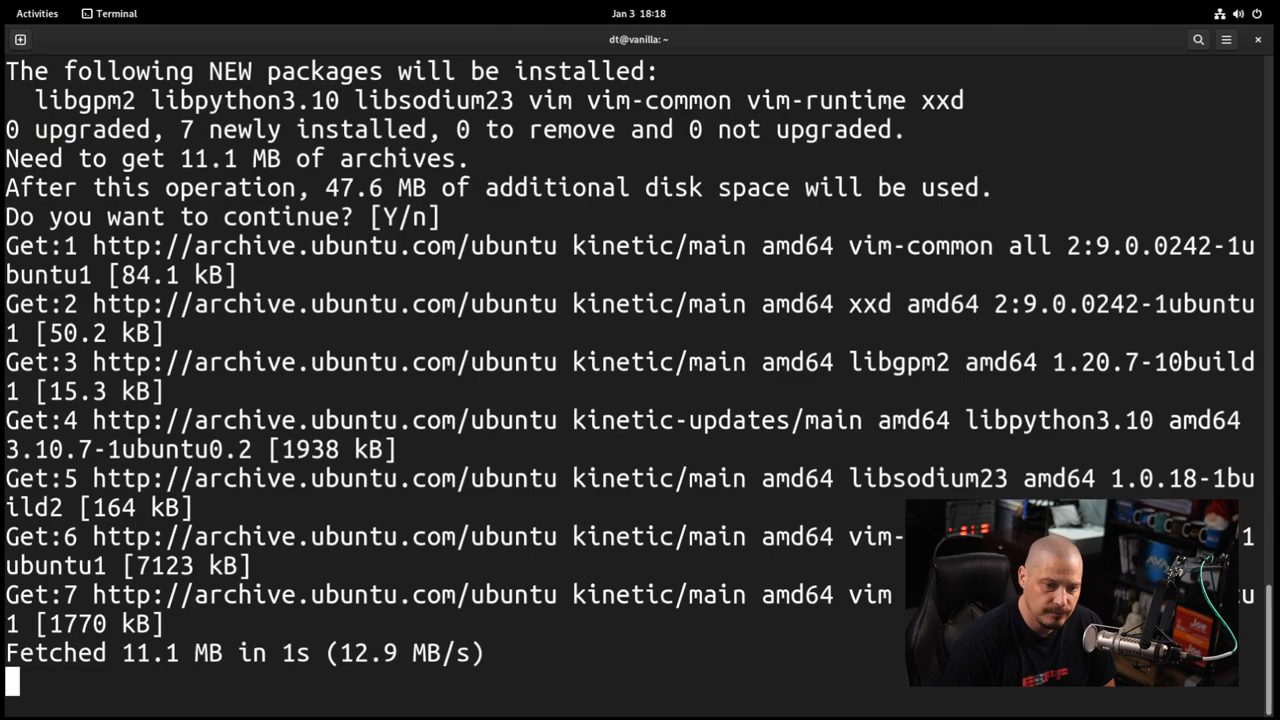 Activities Terminal Jan 3 18:18
dt@vanilla: ~
The following NEW packages will be installed:
libgpm2 libpython3.10 libsodium23 vim vim-common vim-runtime xxd
0 upgraded, 7 newly installed, 0 to remove and 0 not upgraded.
Need to get 11.1 MB of archives.
After this operation, 47.6 MB of additional disk space will be used.
Do you want to continue? [Y/n]
Get:1 http://archive.ubuntu.com/ubuntu kinetic/main amd64 vim-common all 2:9.0.0242-1u
buntu1 [84.1 kB]
Get:2 http://archive.ubuntu.com/ubuntu kinetic/main amd64 xxd amd64 2:9.0.0242-1ubuntu
1 [50.2 kB]
Get:3 http://archive.ubuntu.com/ubuntu kinetic/main amd64 libgpm2 amd64 1.20.7-10build
1 [15.3 kB]
Get:4 http://archive.ubuntu.com/ubuntu kinetic-updates/main amd64 libpython3.10 amd64
3.10.7-1ubuntu0.2 [1938 kB]
Get:5 http://archive.ubuntu.com/ubuntu kinetic/main amd64 libsodium23 amd64 1.0.18-1bu
ild2 [164 kB]
Get:6 http://archive.ubuntu.com/ubuntu kinetic/main amd64 vim- 1
ubuntu1 [7123 kB]
Get:7 http://archive.ubuntu.com/ubuntu kinetic/main amd64 vim u
1 [1770 kB]
Fetched 11.1 MB in 1s (12.9 MB/s)